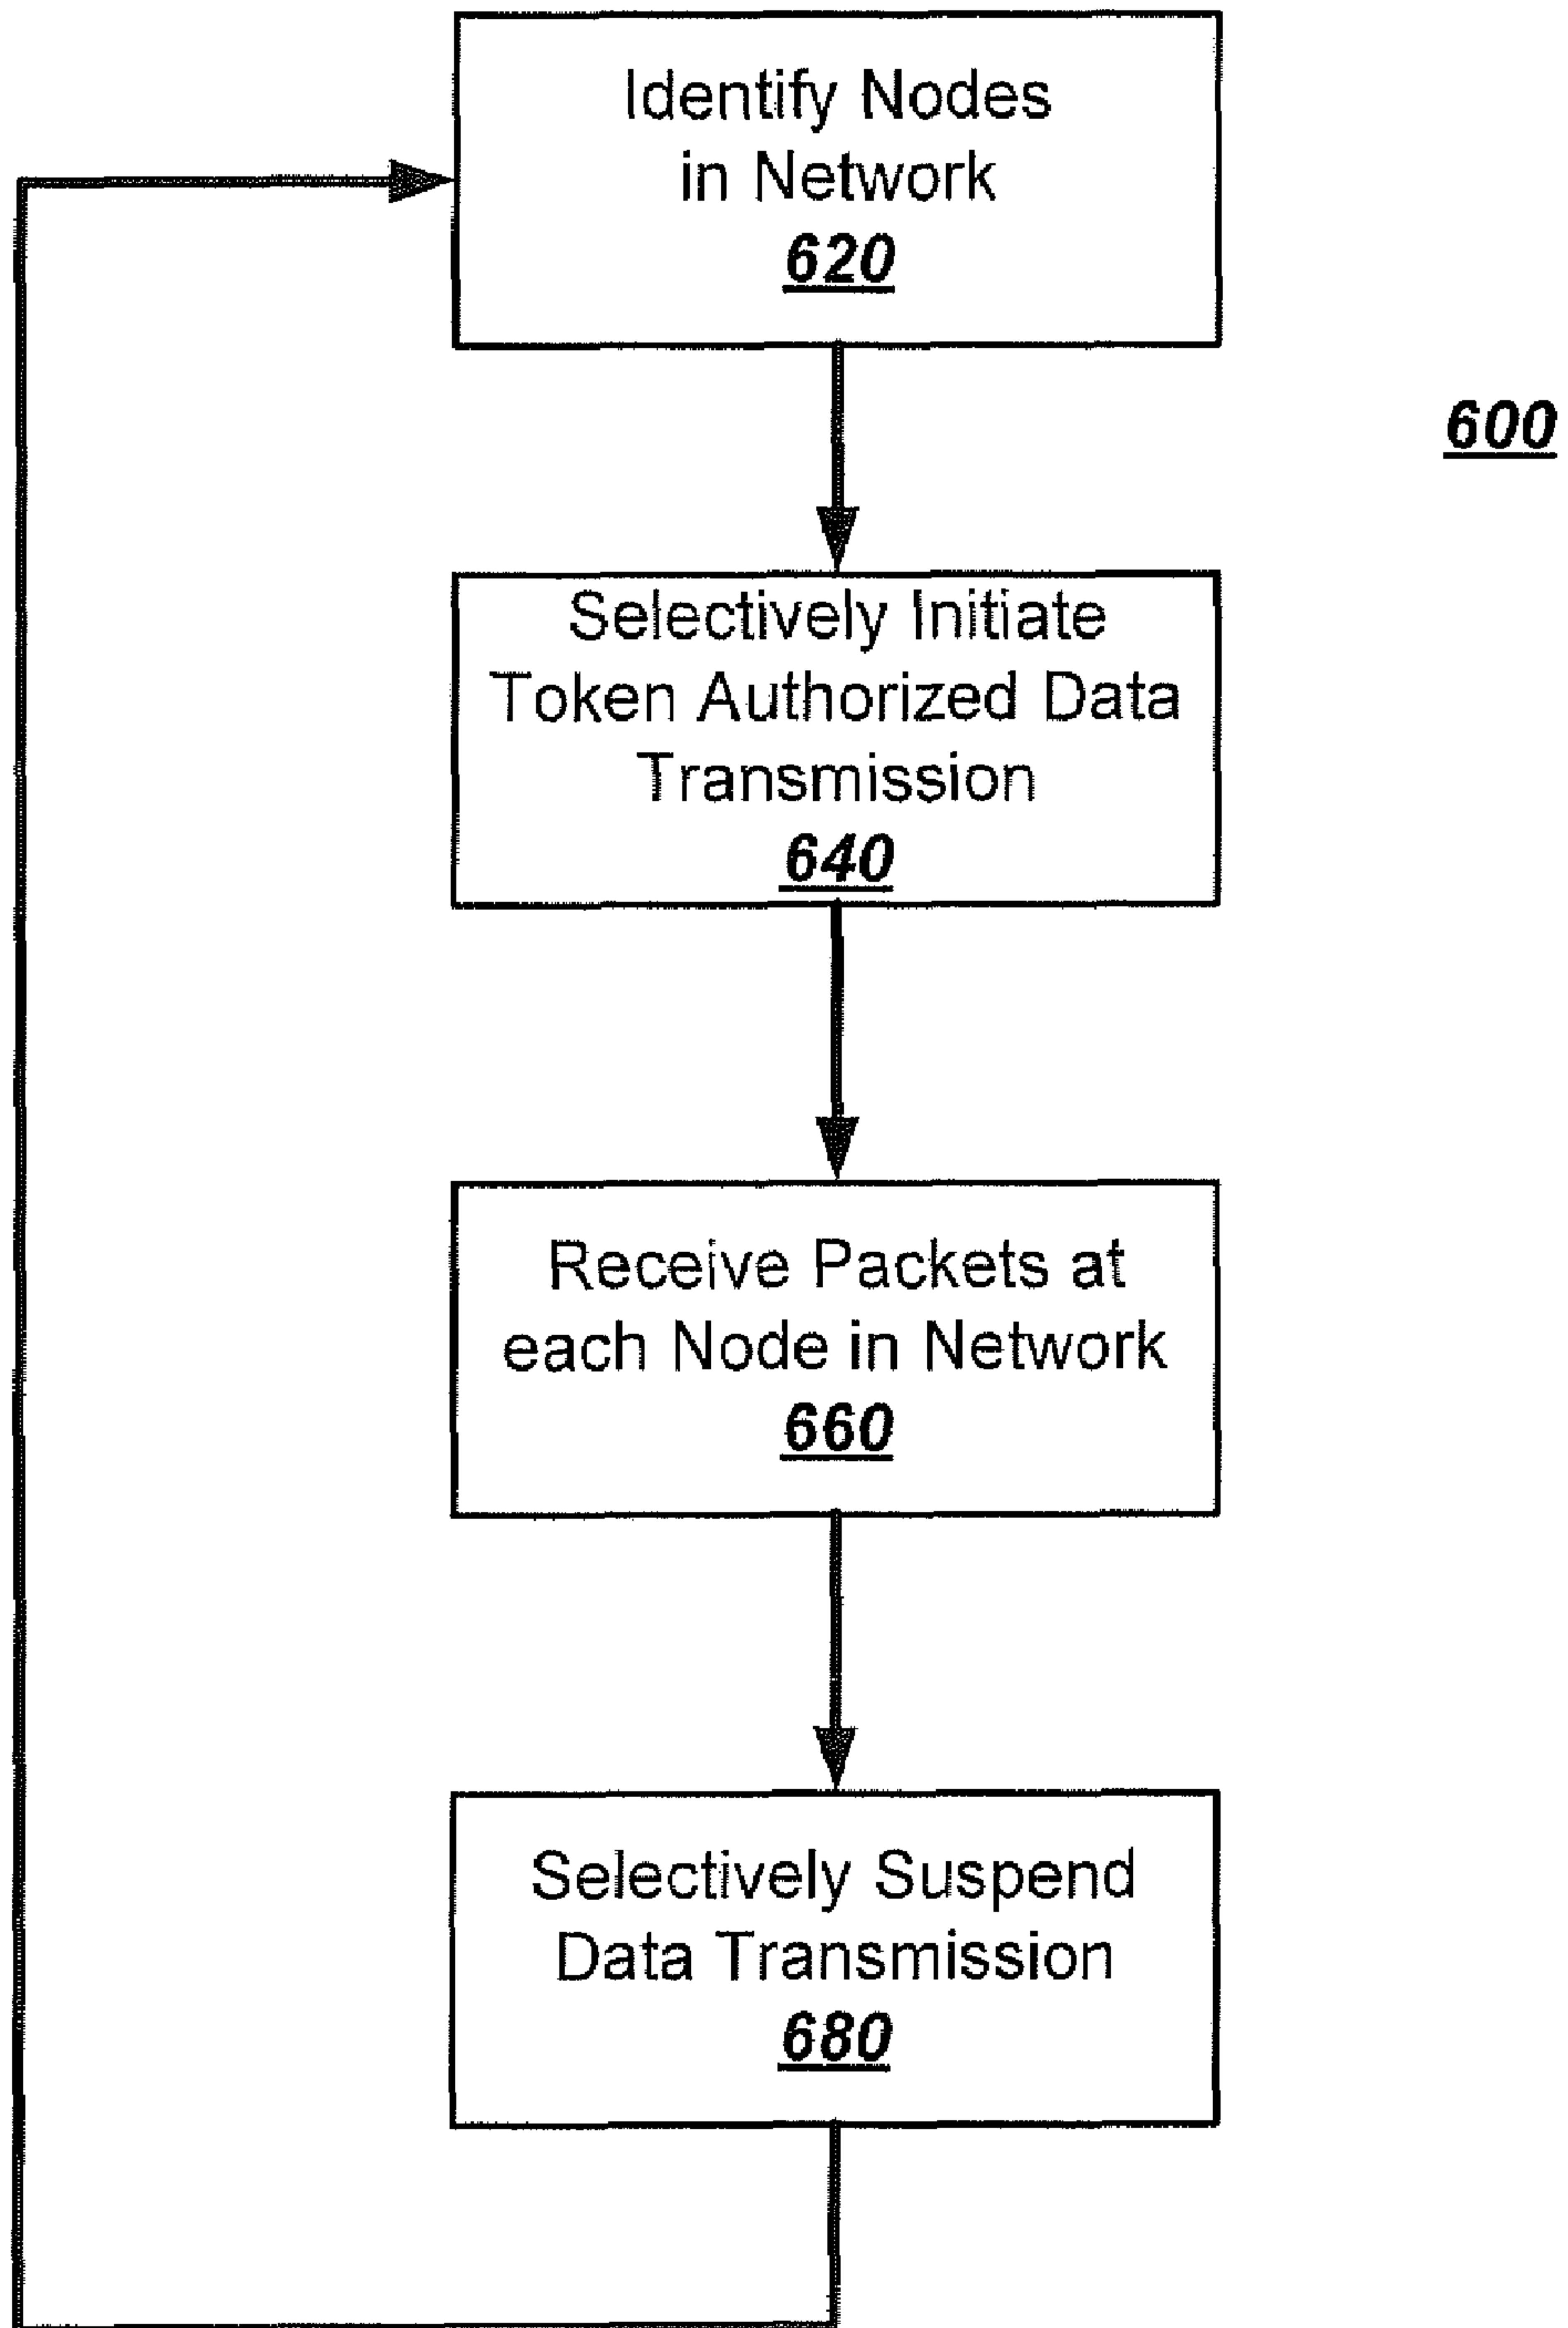 Identify Nodes
in Network
620
600
Selectively Initiate
Token Authorized Data
Transmission
640
Receive Packets at
each Node in Network
660
Selectively Suspend
Data Transmission
680